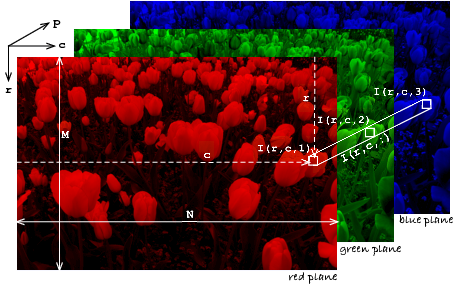 P
c
r
M
N
r
c
I(r,c,3)
I(r,c,2)
I(r,c,1)
I(r,c,:)
blue plane
green plane
red plane